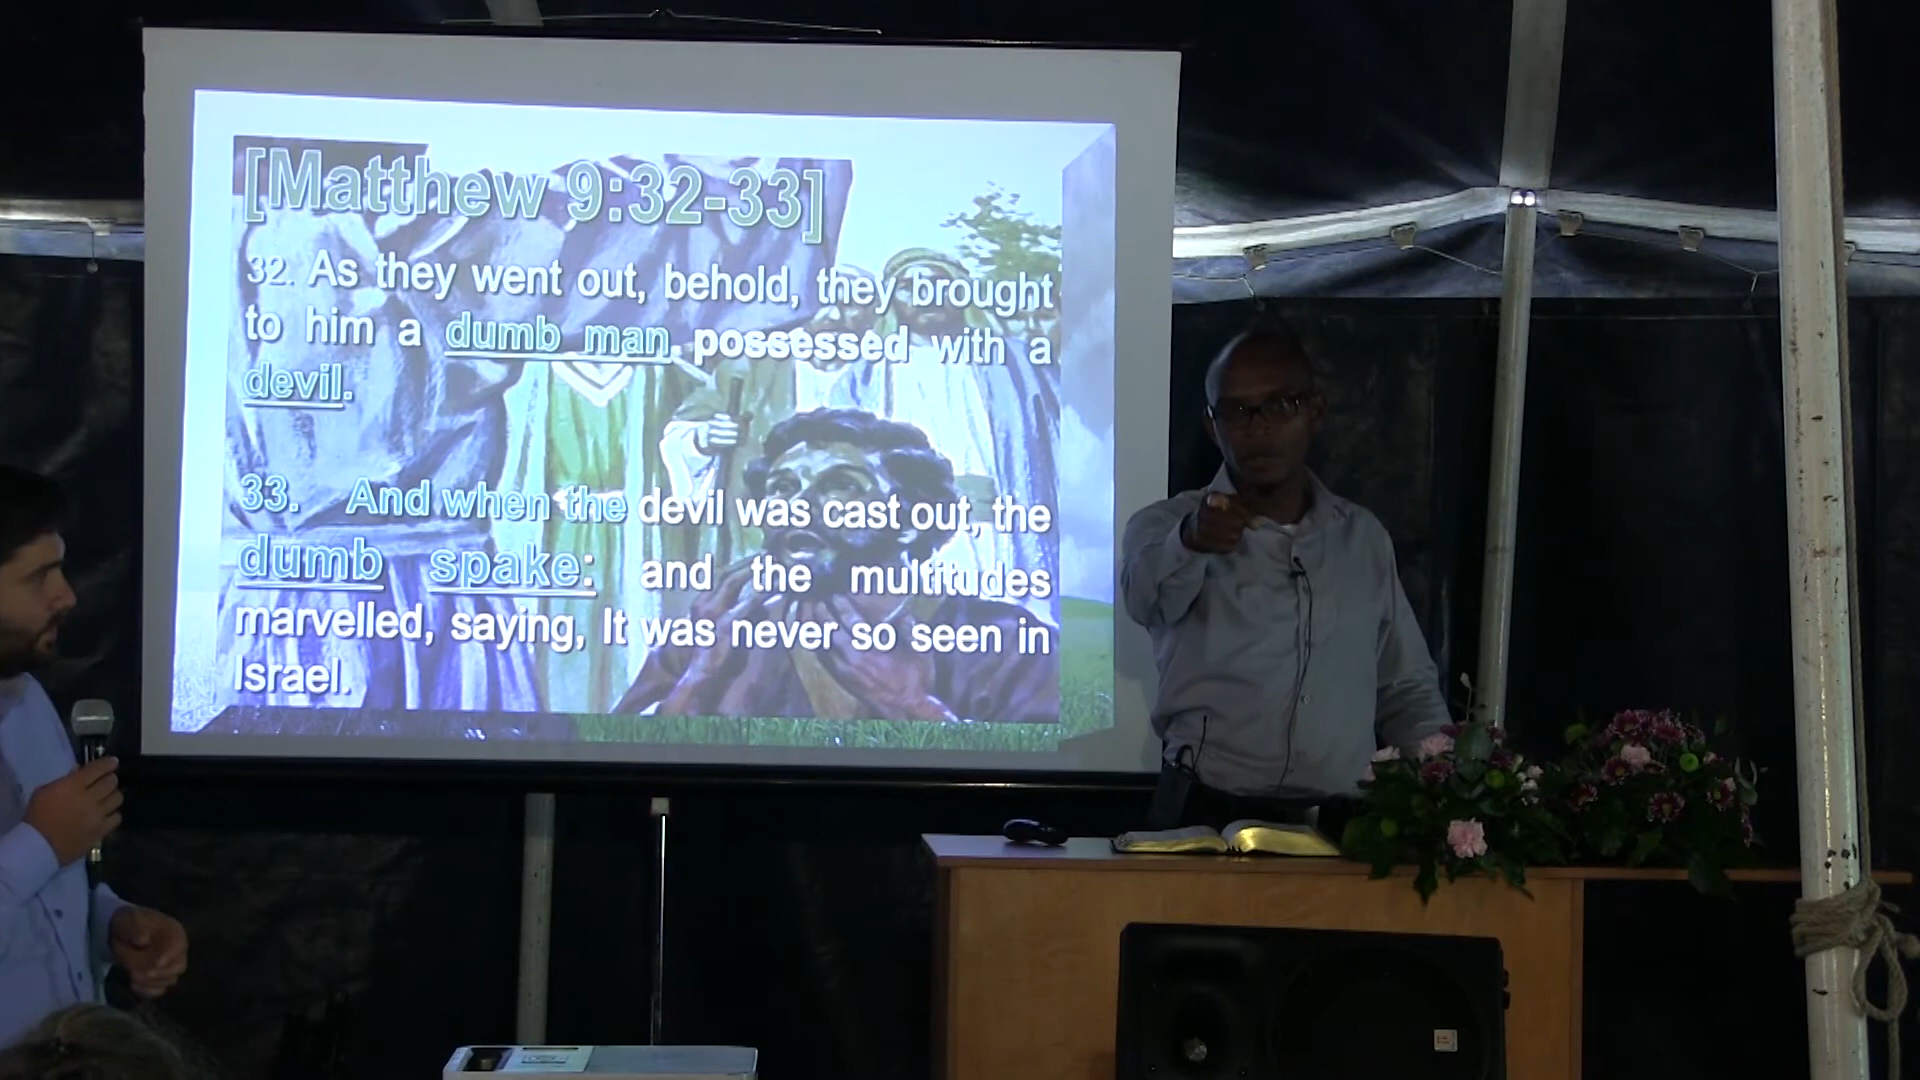 [Matthew 9:32-33]
32. As they went out, behold, they brought
to him a dumb man possessed with a
devil.
33. And when the devil was cast out, the
dumb spake: and the multitudes
marvelled, saying, It was never so seen in
Israel.